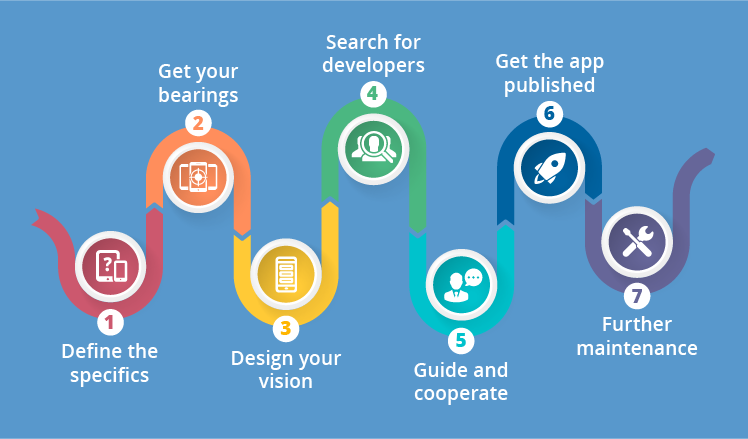 1
Define the
specifics
Get your
bearings
2
3
Design your
vision
Search for
developers
4
5
Guide and
cooperate
Get the app
published
6
7
Further
maintenance
?